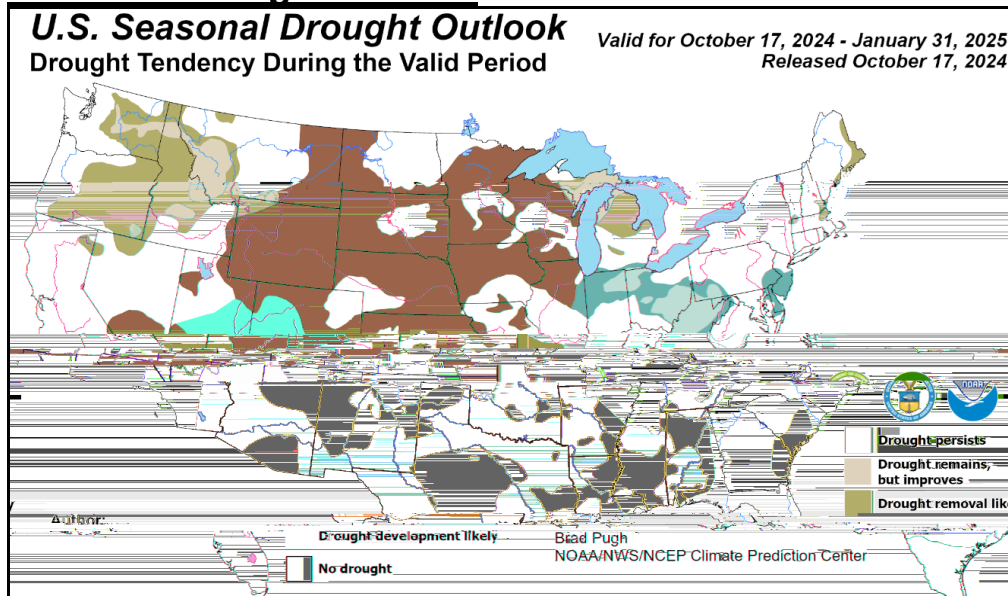 U.S. Seasonal Drought Outlook
Drought Tendency During the Valid Period
Valid for October 17, 2024 - January 31, 2025
Released October 17, 2024
NOAA
Drought persists
Drought remains,
but improves
Drought removal
Author:
Drought development likely
No drought
Brad Pugh
NOAA/NWS/NCEP Climate Prediction Center